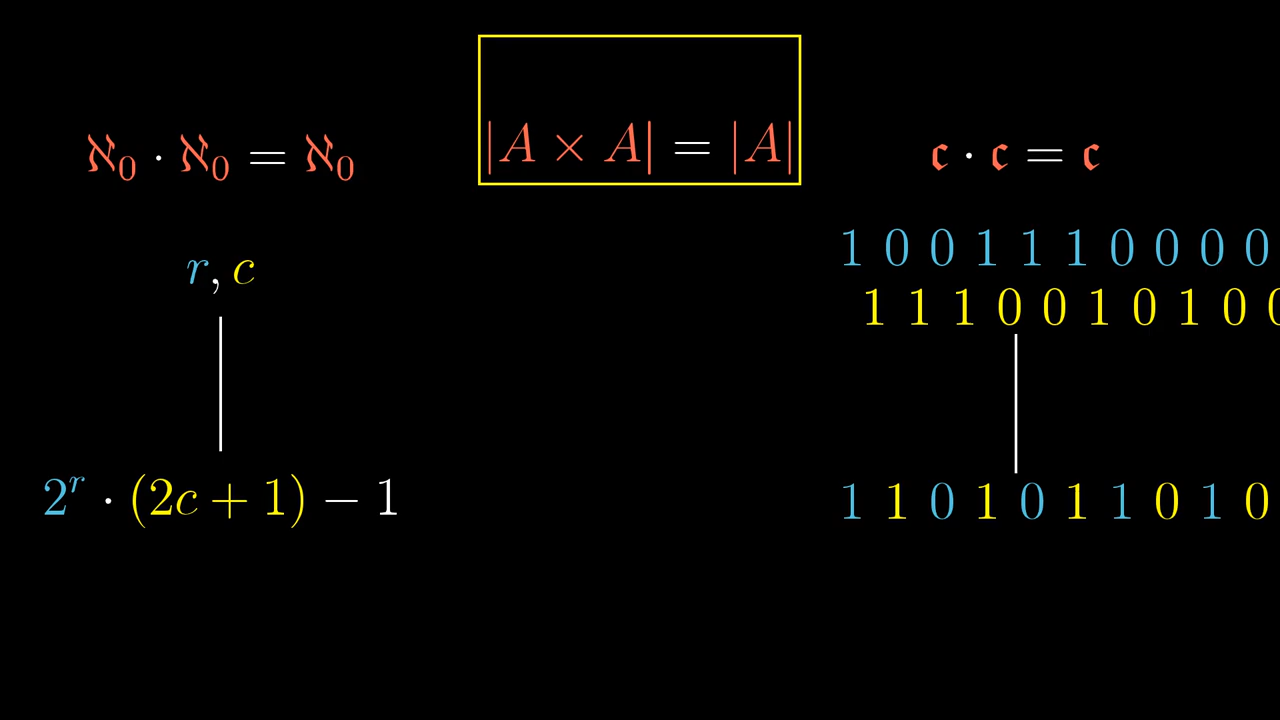 ℵ₀ · ℵ₀ = ℵ₀
|A × A| = |A|
𝔠 · 𝔠 = 𝔠
r, c
2ʳ · (2c + 1) − 1
1 0 0 1 1 1 0 0 0 0
1 1 1 0 0 1 0 1 0 0
1 1 0 1 0 1 1 0 1 0